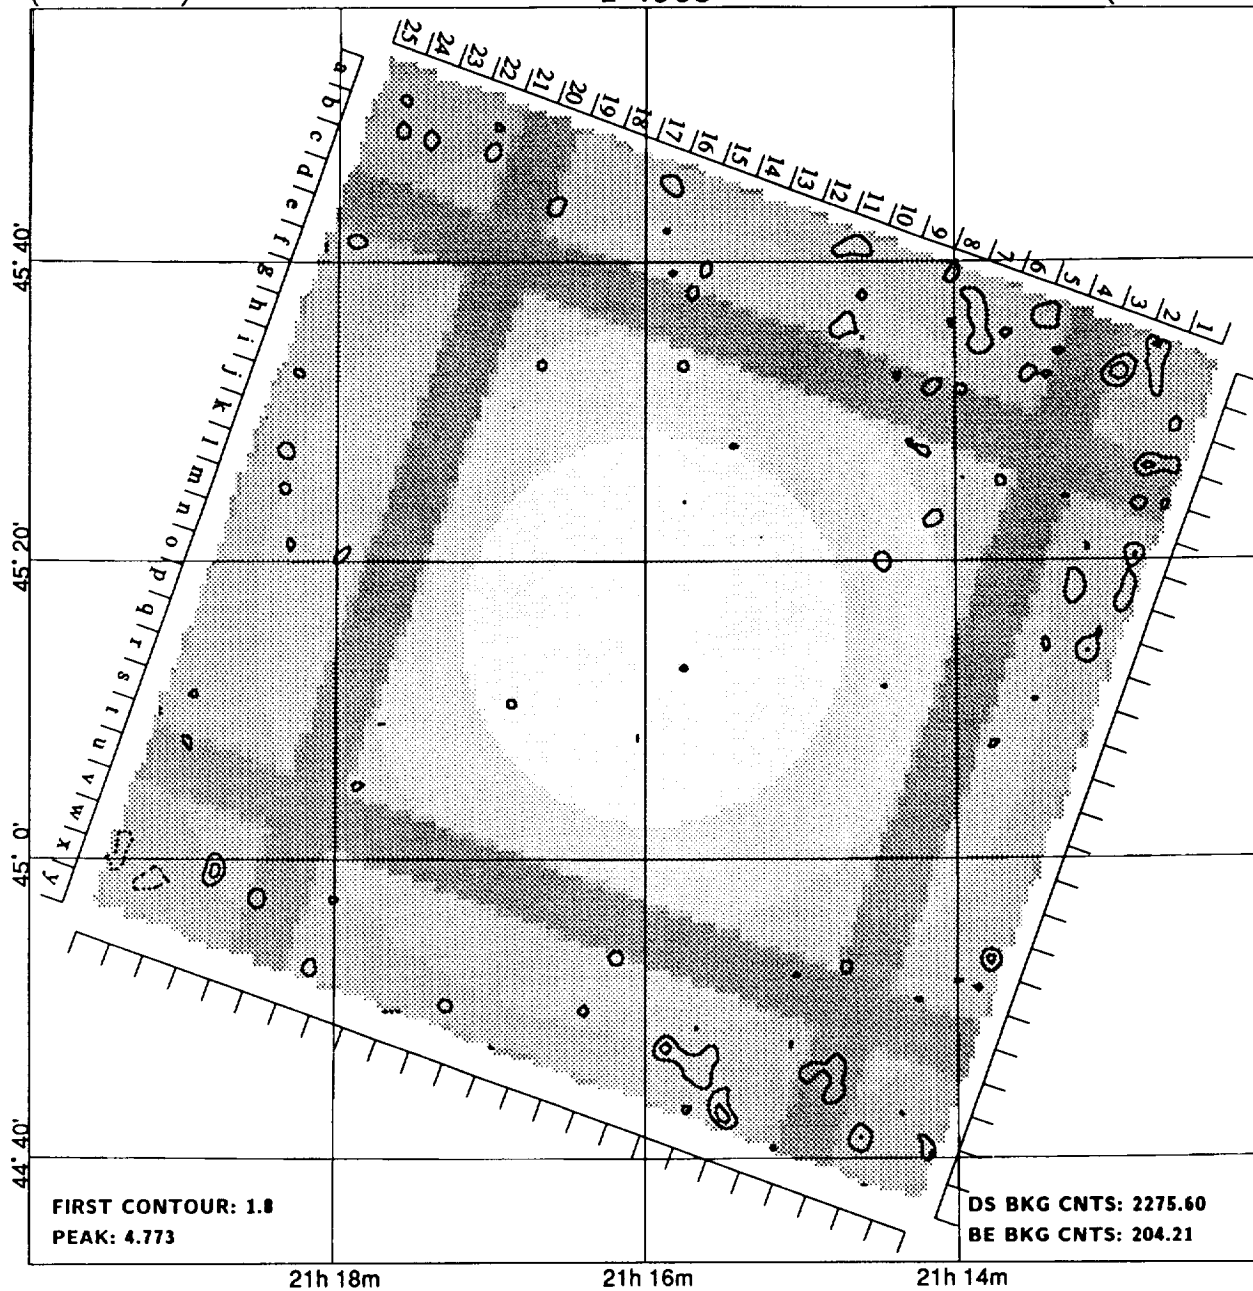 25 24 23 22 21 20 19 18 17 16 15 14 13 12 11 10 9 8 7 6 5 4 3 2 1
a b c d e f g h i j k l m n o p q r s t u v w x y
45° 40'
45° 20'
45° 0'
44° 40'
FIRST CONTOUR: 1.8
PEAK: 4.773
DS BKG CNTS: 2275.60
BE BKG CNTS: 204.21
21h 18m 21h 16m 21h 14m